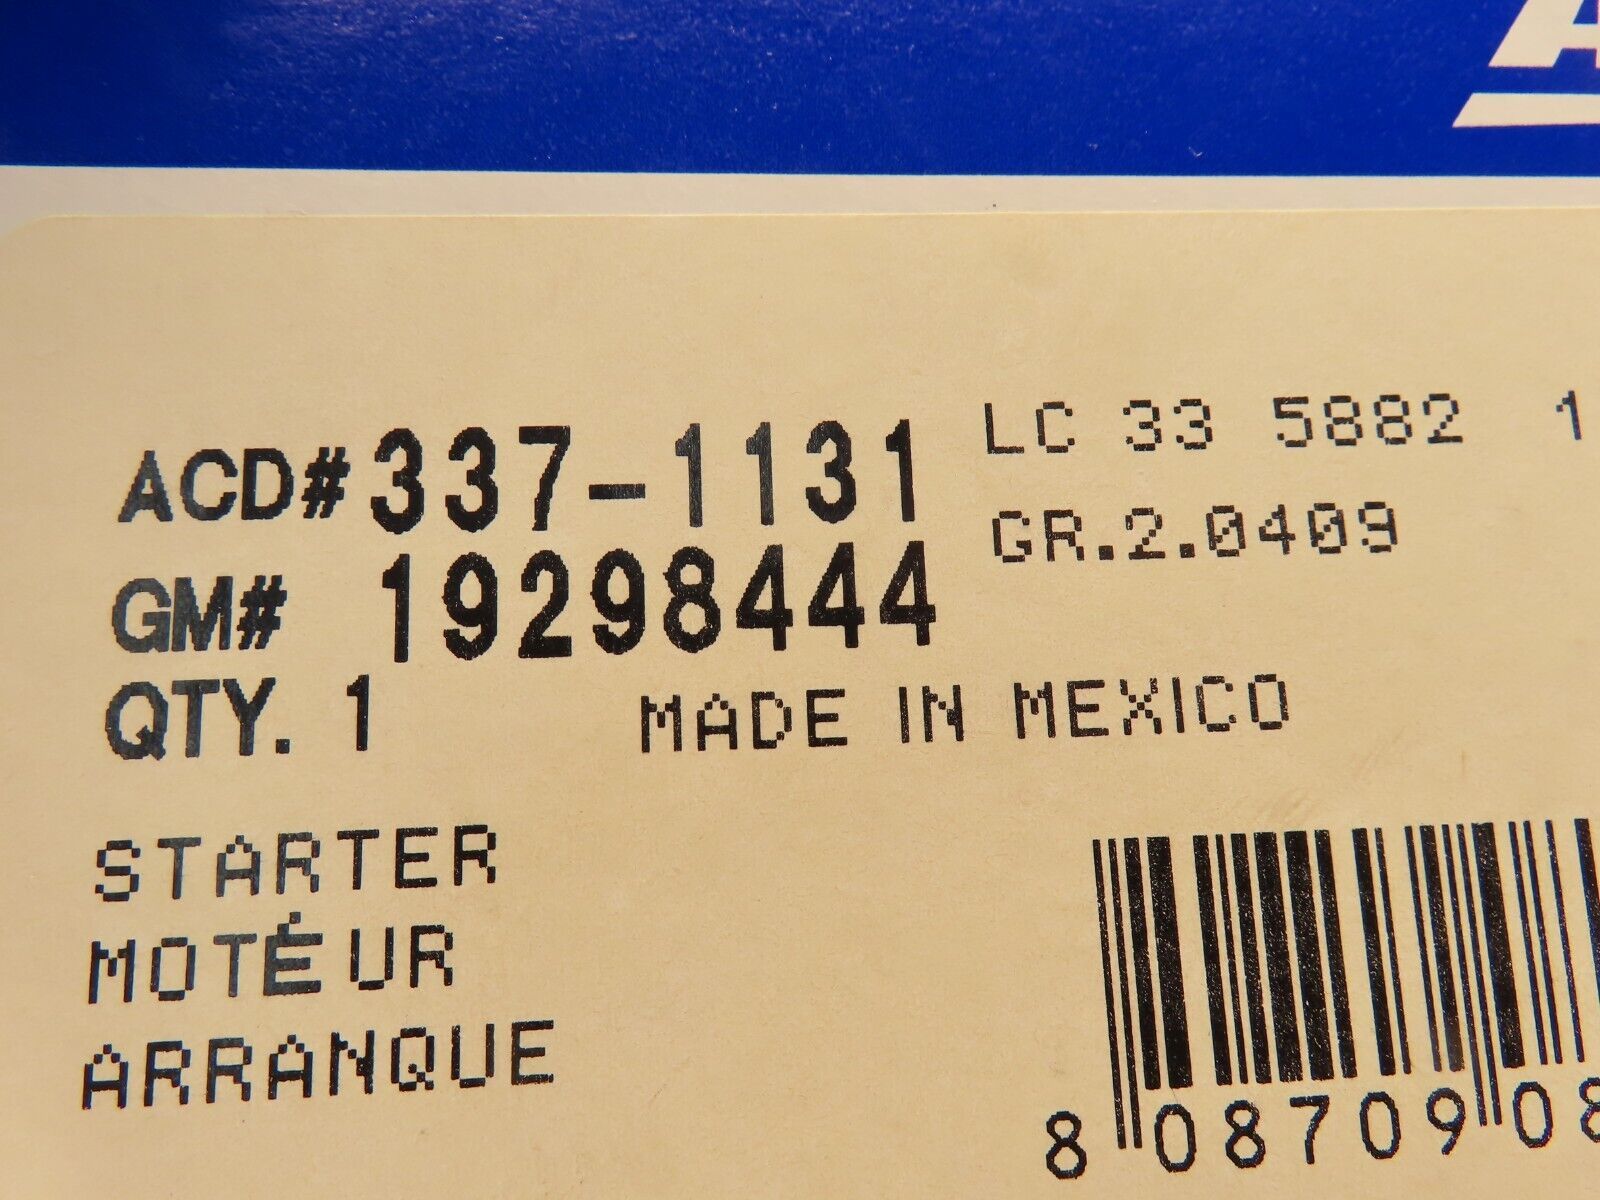 A
ACD# 337-1131 LC 33 5882 1
GM# 19298444 GR.2.0409
QTY. 1 MADE IN MEXICO
STARTER
MOTÉUR
ARRANQUE
8 08709 08